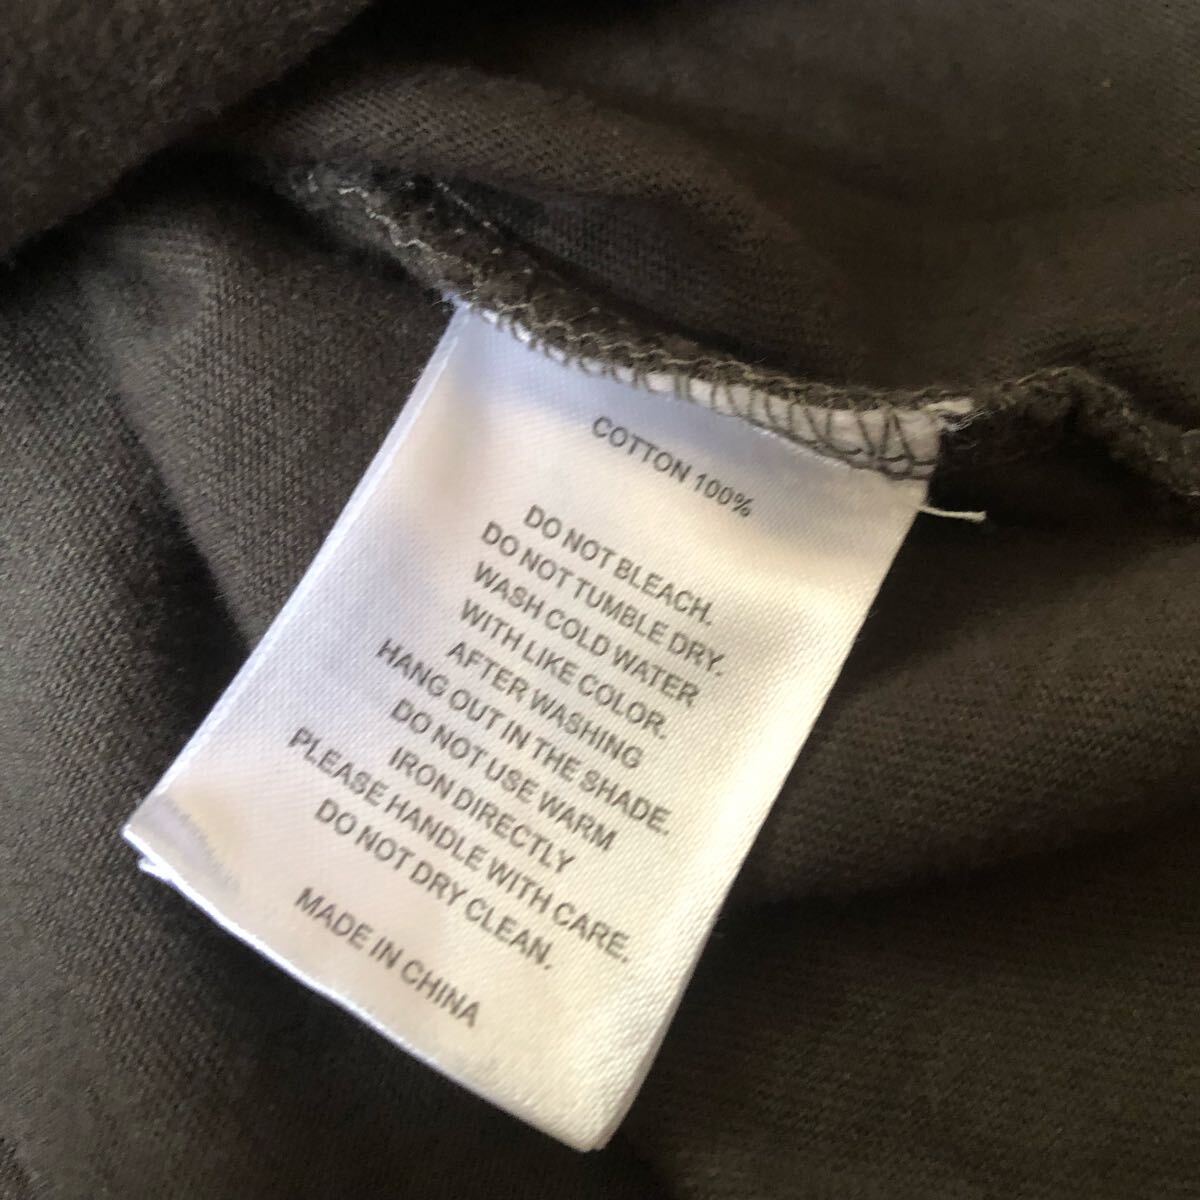 COTTON 100%
DO NOT BLEACH.
DO NOT TUMBLE DRY.
WASH COLD WATER
WITH LIKE COLOR.
AFTER WASHING
HANG OUT IN THE SHADE.
DO NOT USE WARM
IRON DIRECTLY
PLEASE HANDLE WITH CARE.
DO NOT DRY CLEAN.
MADE IN CHINA